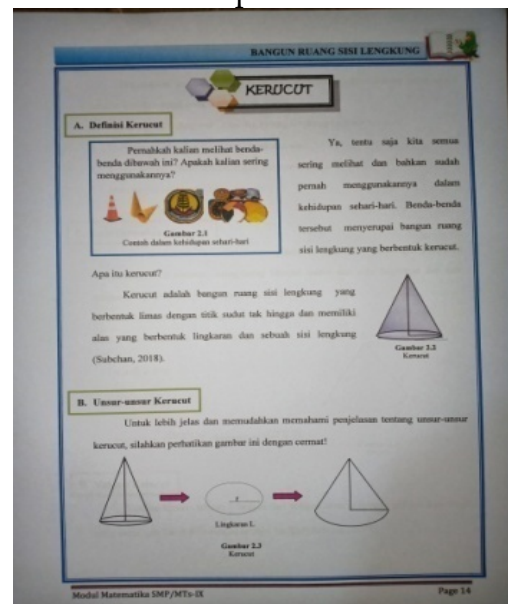 BANGUN RUANG SISI LENGKUNG
KERUCUT
A. Definisi Kerucut
Pernahkah kalian melihat benda-
benda dibawah ini? Apakah kalian sering
menggunakannya?
Gambar 2.1
Contoh dalam kehidupan sehari-hari
Ya, tentu saja kita semua
sering melihat dan bahkan sudah
pernah menggunakannya dalam
kehidupan sehari-hari. Benda-benda
tersebut menyerupai bangun ruang
sisi lengkung yang berbentuk kerucut.
Apa itu kerucut?
Kerucut adalah bangun ruang sisi lengkung yang
berbentuk limas dengan titik sudut tak hingga dan memiliki
alas yang berbentuk lingkaran dan sebuah sisi lengkung
(Subchan, 2018).
Gambar 2.2
Kerucut
B. Unsur-unsur Kerucut
Untuk lebih jelas dan memudahkan memahami penjelasan tentang unsur-unsur
kerucut, silahkan perhatikan gambar ini dengan cermat!
r
Lingkaran L
Gambar 2.3
Kerucut
Modul Matematika SMP/MTs-IX
Page 14